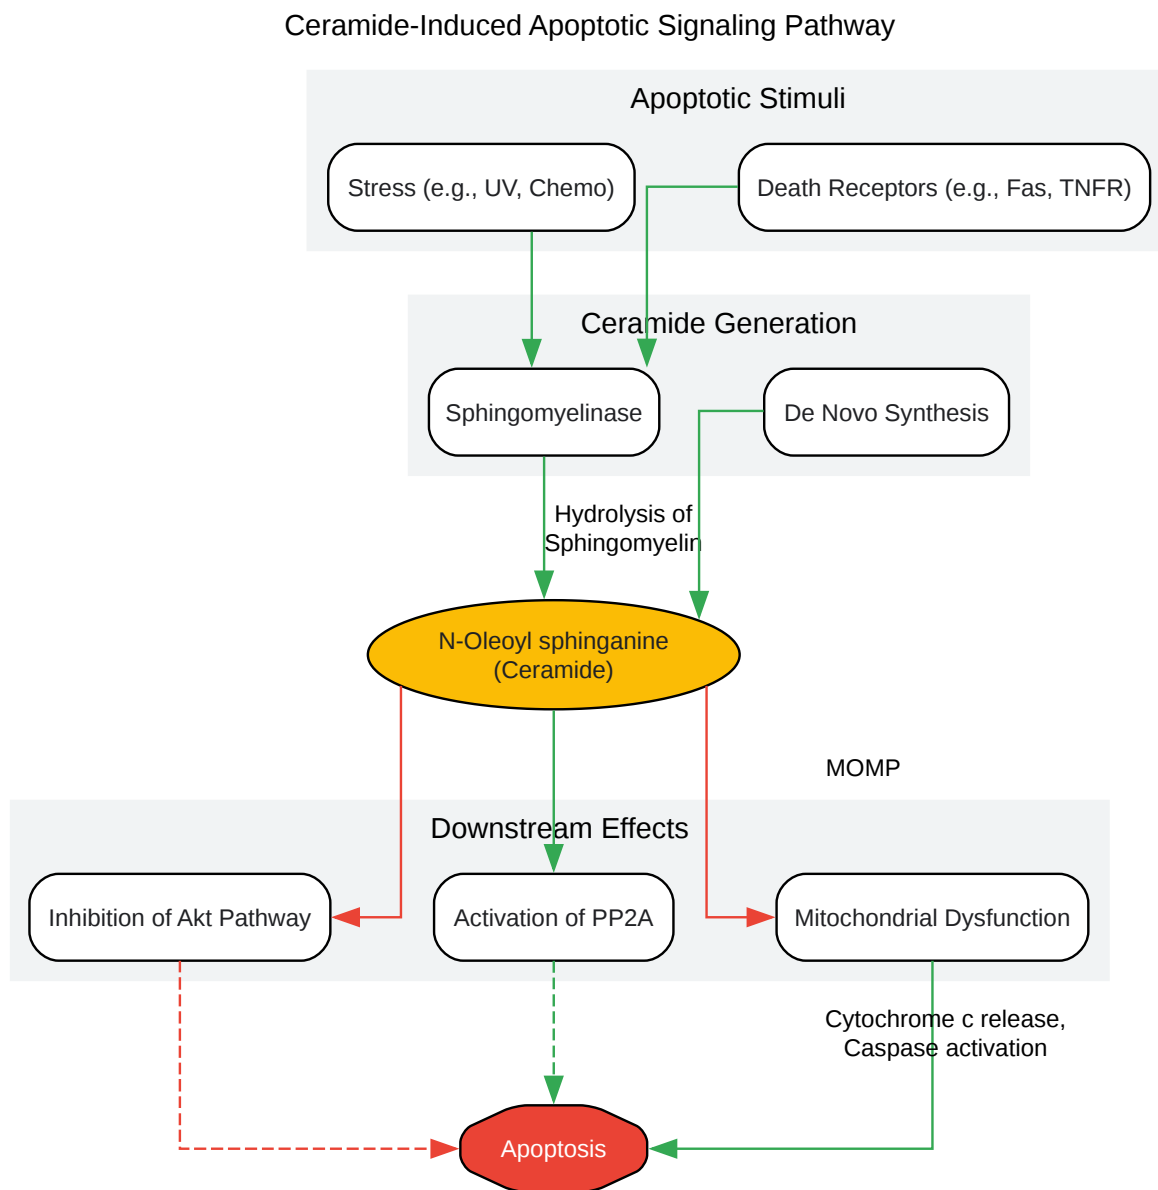 Ceramide-Induced Apoptotic Signaling Pathway
Apoptotic Stimuli
Stress (e.g., UV, Chemo)
Death Receptors (e.g., Fas, TNFR)
Ceramide Generation
Sphingomyelinase
De Novo Synthesis
Hydrolysis of
Sphingomyelin
N-Oleoyl sphinganine
(Ceramide)
MOMP
Downstream Effects
Inhibition of Akt Pathway
Activation of PP2A
Mitochondrial Dysfunction
Cytochrome c release,
Caspase activation
Apoptosis